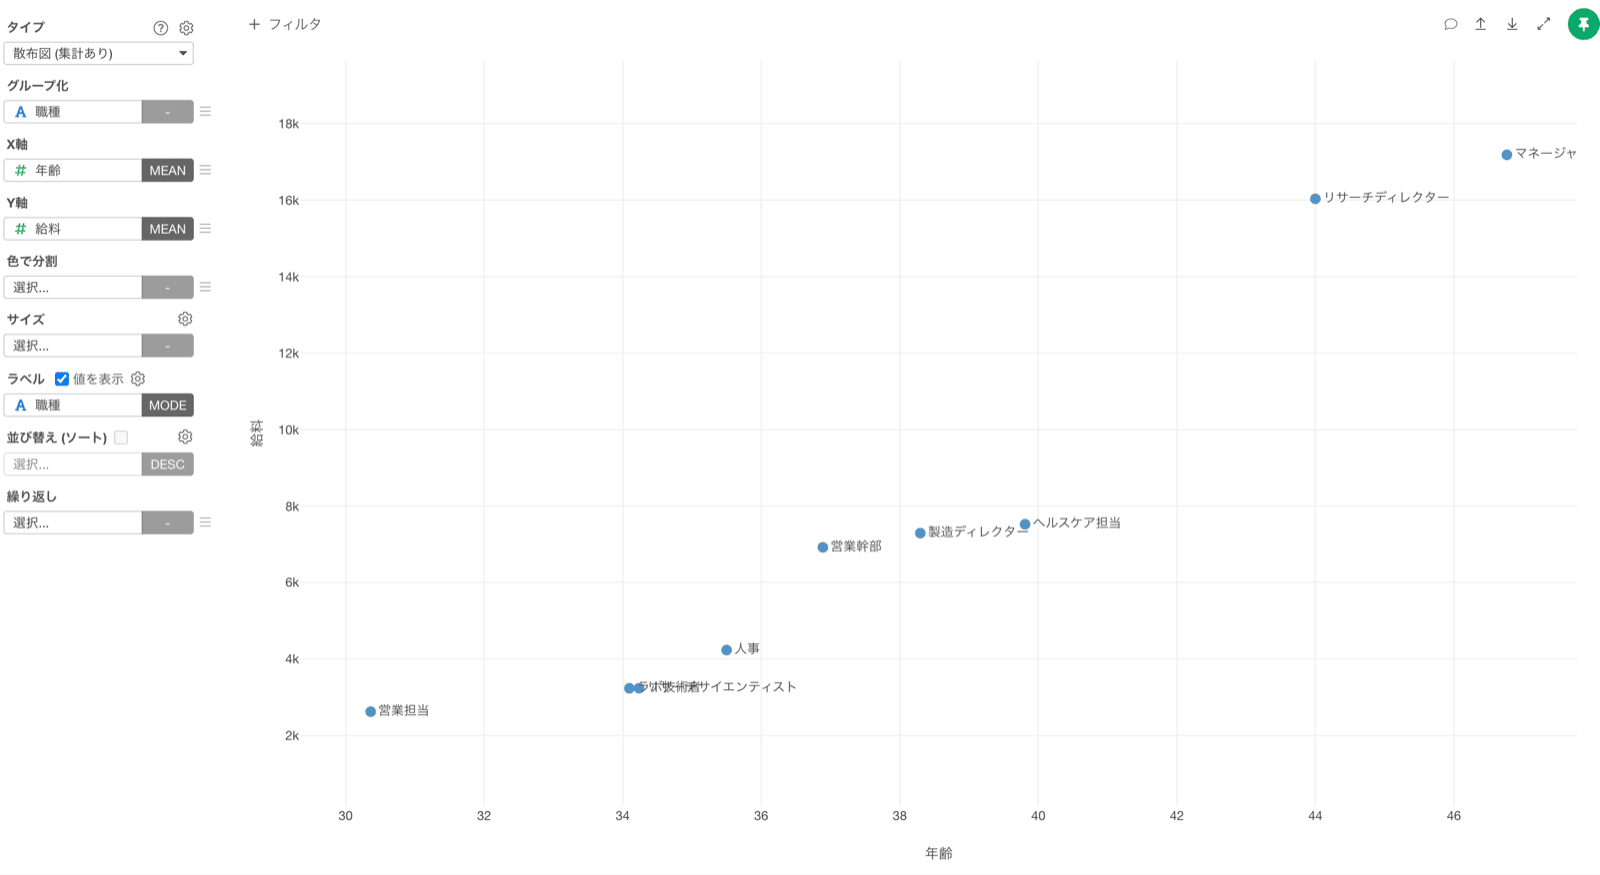 タイプ
散布図 (集計あり)
グループ化
A 職種 -
X軸
# 年齢 MEAN
Y軸
# 給料 MEAN
色で分割
選択... -
サイズ
選択... -
ラベル 値を表示
A 職種 MODE
並び替え (ソート)
選択... DESC
繰り返し
選択... -
+ フィルタ
18k
16k
14k
12k
10k
8k
6k
4k
2k
給料
マネージャ
リサーチディレクター
ヘルスケア担当
製造ディレクター
営業幹部
人事
サイエンティスト
営業担当
30 32 34 36 38 40 42 44 46
年齢